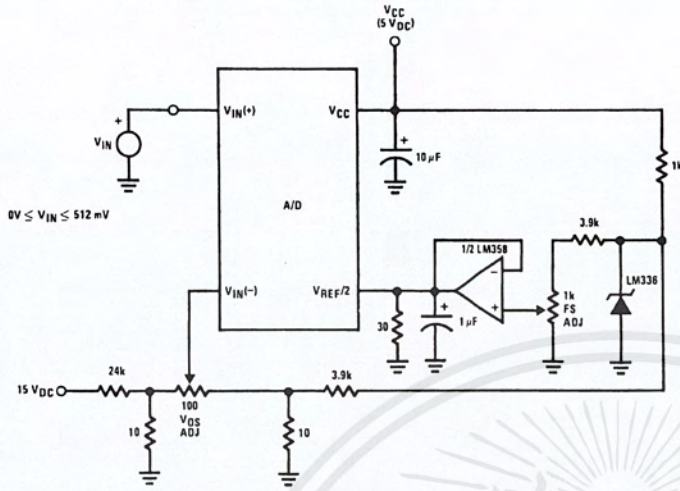 VCC
(5 VDC)
VIN(+)
VCC
+
VIN
+
10 μF
1k
A/D
0V ≤ VIN ≤ 512 mV
3.9k
1/2 LM358
VIN(−)
VREF/2
−
+
LM336
1k
FS
ADJ
30
+
1 μF
24k
3.9k
15 VDC
100
VOS
ADJ
10
10